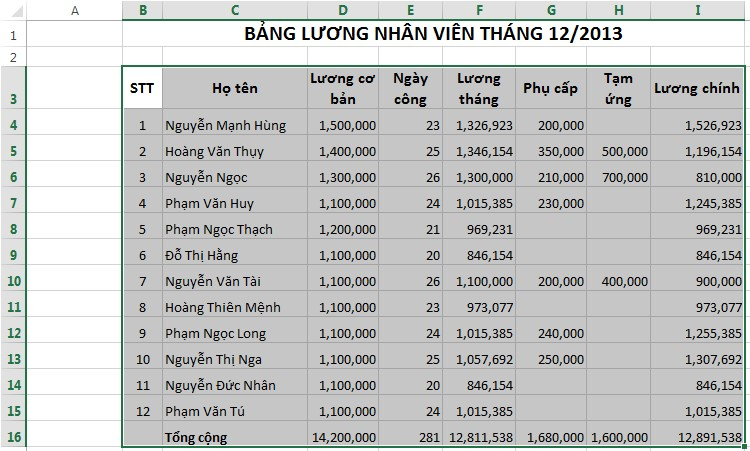 A B C D E F G H I
1 BẢNG LƯƠNG NHÂN VIÊN THÁNG 12/2013
2
3 STT Họ tên Lương cơ bản Ngày công Lương tháng Phụ cấp Tạm ứng Lương chính
4 1 Nguyễn Mạnh Hùng 1,500,000 23 1,326,923 200,000 1,526,923
5 2 Hoàng Văn Thụy 1,400,000 25 1,346,154 350,000 500,000 1,196,154
6 3 Nguyễn Ngọc 1,300,000 26 1,300,000 210,000 700,000 810,000
7 4 Phạm Văn Huy 1,100,000 24 1,015,385 230,000 1,245,385
8 5 Phạm Ngọc Thạch 1,200,000 21 969,231 969,231
9 6 Đỗ Thị Hằng 1,100,000 20 846,154 846,154
10 7 Nguyễn Văn Tài 1,100,000 26 1,100,000 200,000 400,000 900,000
11 8 Hoàng Thiên Mệnh 1,100,000 23 973,077 973,077
12 9 Phạm Ngọc Long 1,100,000 24 1,015,385 240,000 1,255,385
13 10 Nguyễn Thị Nga 1,100,000 25 1,057,692 250,000 1,307,692
14 11 Nguyễn Đức Nhân 1,100,000 20 846,154 846,154
15 12 Phạm Văn Tú 1,100,000 24 1,015,385 1,015,385
16 Tổng cộng 14,200,000 281 12,811,538 1,680,000 1,600,000 12,891,538